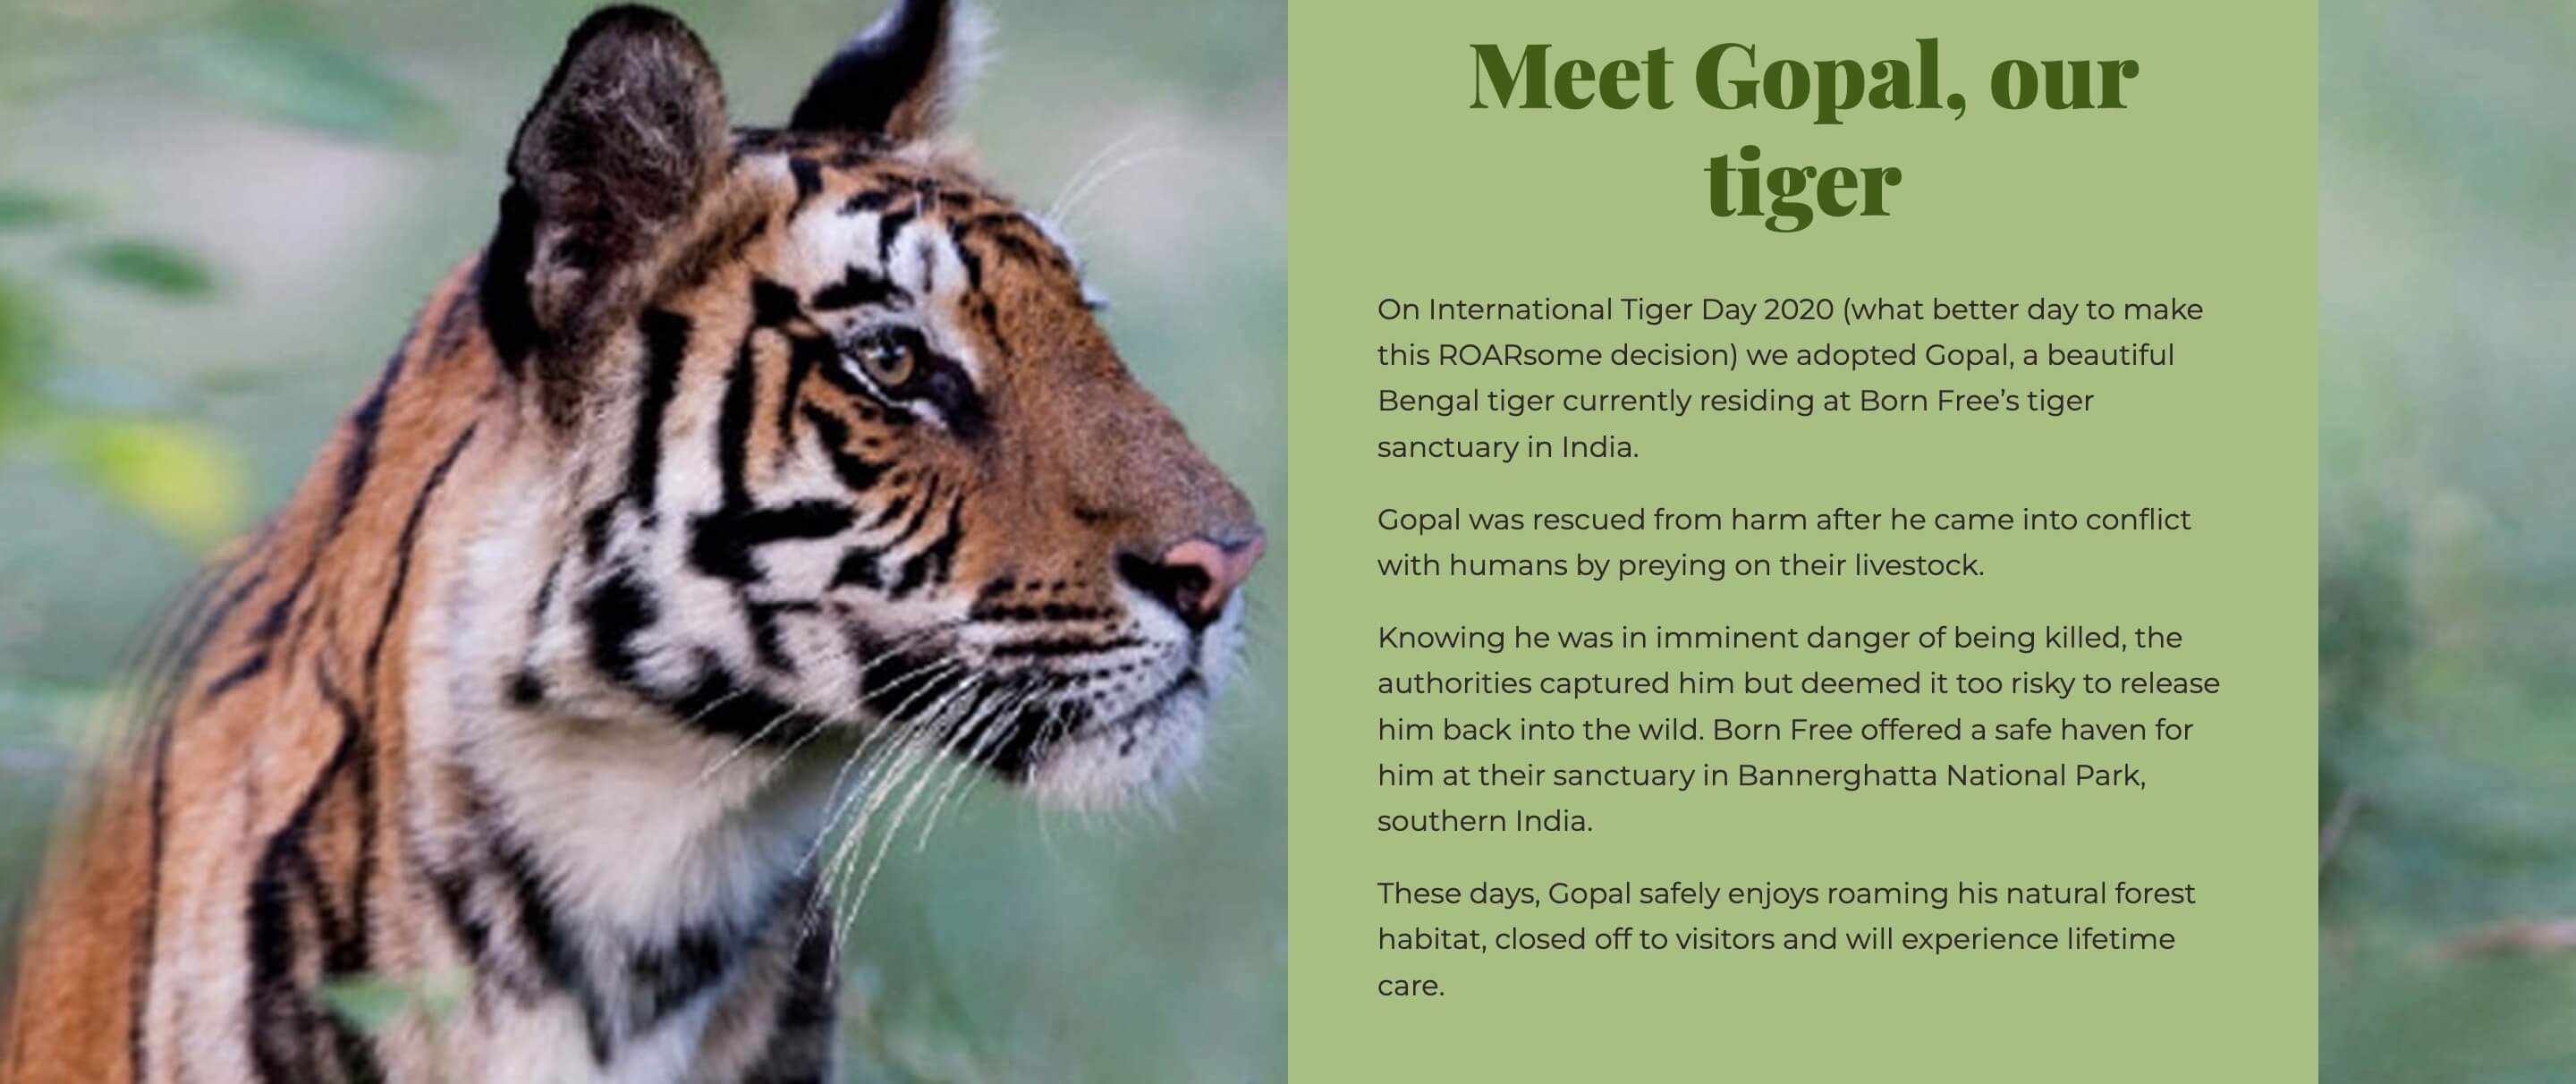 Meet Gopal, our
tiger
On International Tiger Day 2020 (what better day to make
this ROARsome decision) we adopted Gopal, a beautiful
Bengal tiger currently residing at Born Free’s tiger
sanctuary in India.
Gopal was rescued from harm after he came into conflict
with humans by preying on their livestock.
Knowing he was in imminent danger of being killed, the
authorities captured him but deemed it too risky to release
him back into the wild. Born Free offered a safe haven for
him at their sanctuary in Bannerghatta National Park,
southern India.
These days, Gopal safely enjoys roaming his natural forest
habitat, closed off to visitors and will experience lifetime
care.